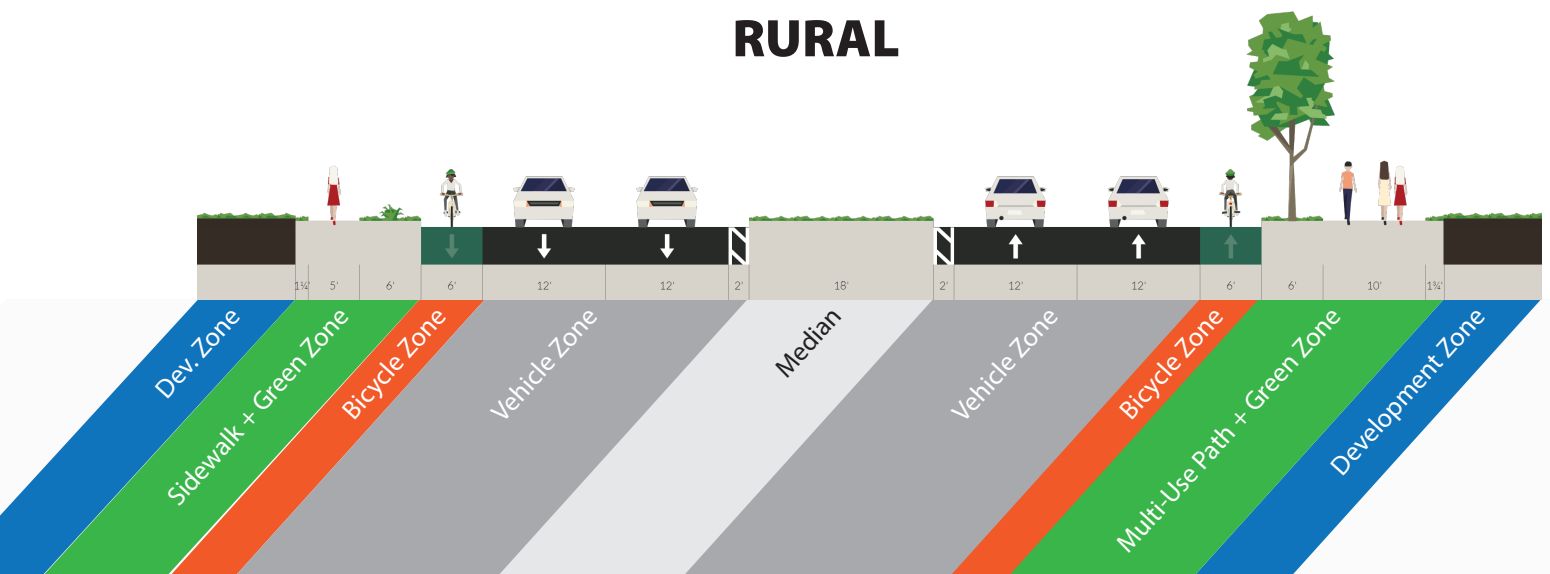 RURAL
1¼' 5' 6' 6' 12' 12' 2' 18' 2' 12' 12' 6' 6' 10' 1¾'
Dev. Zone
Sidewalk + Green Zone
Bicycle Zone
Vehicle Zone
Median
Vehicle Zone
Bicycle Zone
Multi-Use Path + Green Zone
Development Zone